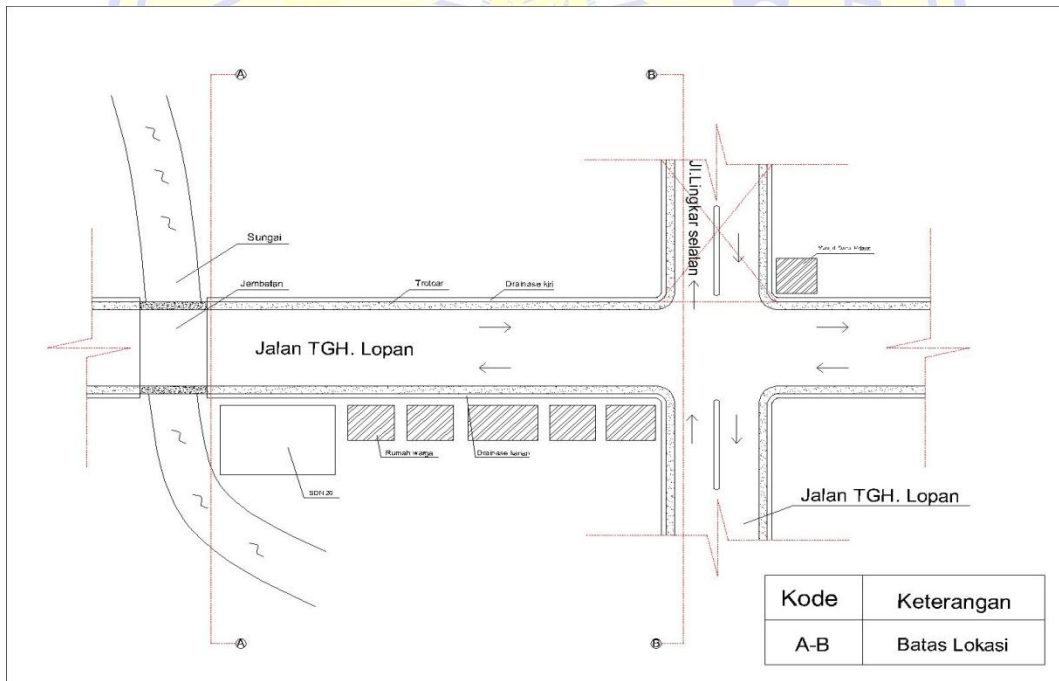 A
B
Jl.Lingkar selatan
Sungai
Jembatan
Trotoar
Drainase kiri
Jalan TGH. Lopan
Rumah warga
Drainase kanan
SDN 26
Jalan TGH. Lopan
A
B
Kode
Keterangan
A-B
Batas Lokasi